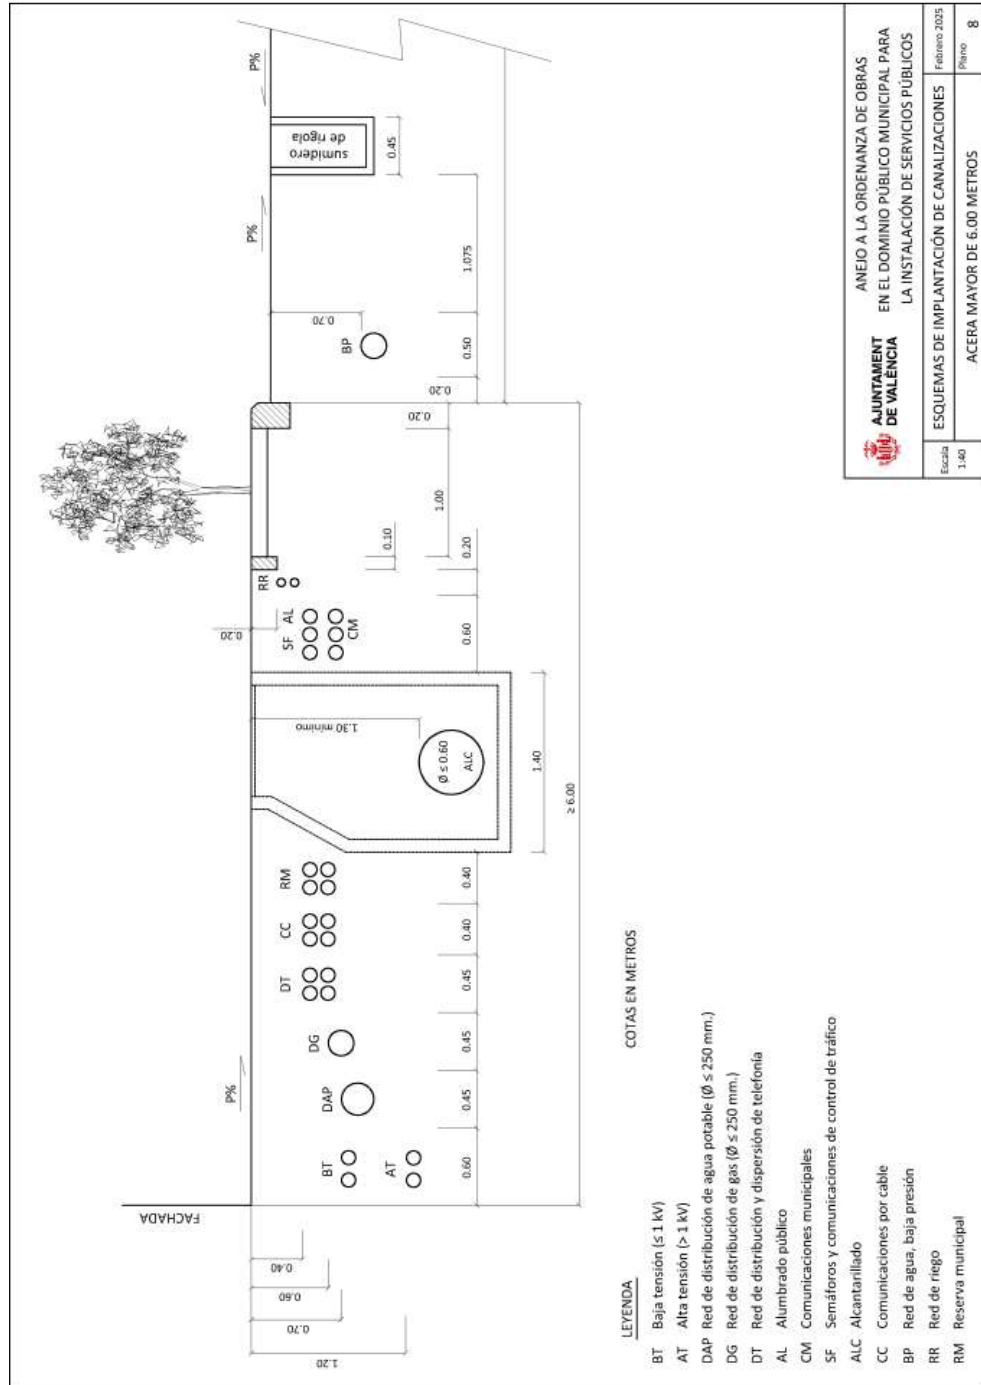 FACHADA
P%
P%
P%
sumidero
de rigola
0.45
1.075
0.70
BP
0.50
0.20
0.20
1.00
0.10
0.20
RR
AL
SF
CM
0.20
0.60
1.30 mínimo
Ø ≤ 0.60
ALC
1.40
≥ 6.00
RM
CC
DT
DG
DAP
BT
AT
0.60
0.45
0.45
0.45
0.40
0.40
0.40
0.60
0.70
1.20
COTAS EN METROS
LEYENDA
BT Baja tensión (≤ 1 kV)
AT Alta tensión (> 1 kV)
DAP Red de distribución de agua potable (Ø ≤ 250 mm.)
DG Red de distribución de gas (Ø ≤ 250 mm.)
DT Red de distribución y dispersión de telefonía
AL Alumbrado público
CM Comunicaciones municipales
SF Semáforos y comunicaciones de control de tráfico
ALC Alcantarillado
CC Comunicaciones por cable
BP Red de agua, baja presión
RR Red de riego
RM Reserva municipal
AJUNTAMENT
DE VALÈNCIA
ANEJO A LA ORDENANZA DE OBRAS
EN EL DOMINIO PÚBLICO MUNICIPAL PARA
LA INSTALACIÓN DE SERVICIOS PÚBLICOS
Escala
1:40
ESQUEMAS DE IMPLANTACIÓN DE CANALIZACIONES
ACERA MAYOR DE 6.00 METROS
Febrero 2025
Plano
8